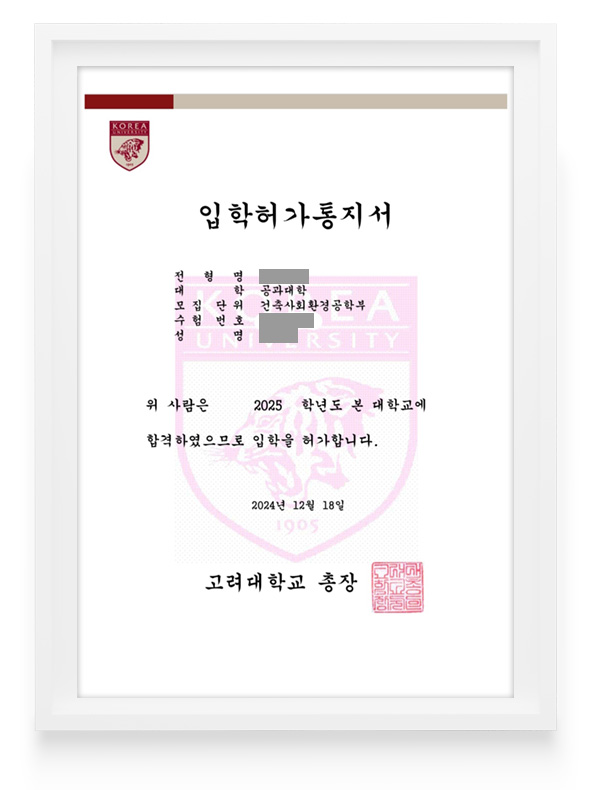 KOREA
UNIVERSITY
1905
입학허가통지서
전 형 명
대 학 공과대학
모집 단위 건축사회환경공학부
수험 번호
성 명
KOREA
UNIVERSITY
위 사람은 2025 학년도 본 대학교에
합격하였으므로 입학을 허가합니다.
2024년 12월 18일
1905
고려대학교 총장